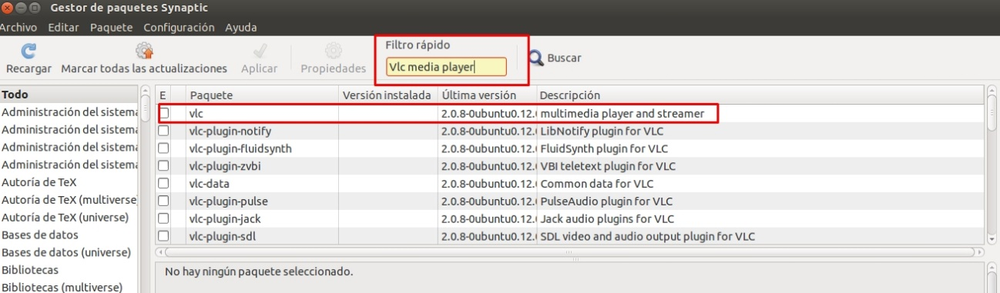 Gestor de paquetes Synaptic
Archivo Editar Paquete Configuración Ayuda
Filtro rápido
Vlc media player
Buscar
Recargar Marcar todas las actualizaciones Aplicar Propiedades
Todo
Administración del sistema
Administración del sistema
Administración del sistema
Administración del sistema
Autoría de TeX
Autoría de TeX (multiverse
Autoría de TeX (universe)
Bases de datos
Bases de datos (universe)
Bibliotecas
Bibliotecas (multiverse)
E Paquete Versión instalada Última versión Descripción
vlc 2.0.8-0ubuntu0.12. multimedia player and streamer
vlc-plugin-notify 2.0.8-0ubuntu0.12. LibNotify plugin for VLC
vlc-plugin-fluidsynth 2.0.8-0ubuntu0.12. FluidSynth plugin for VLC
vlc-plugin-zvbi 2.0.8-0ubuntu0.12. VBI teletext plugin for VLC
vlc-data 2.0.8-0ubuntu0.12. Common data for VLC
vlc-plugin-pulse 2.0.8-0ubuntu0.12. PulseAudio plugin for VLC
vlc-plugin-jack 2.0.8-0ubuntu0.12. Jack audio plugins for VLC
vlc-plugin-sdl 2.0.8-0ubuntu0.12. SDL video and audio output plugin for VLC
No hay ningún paquete seleccionado.